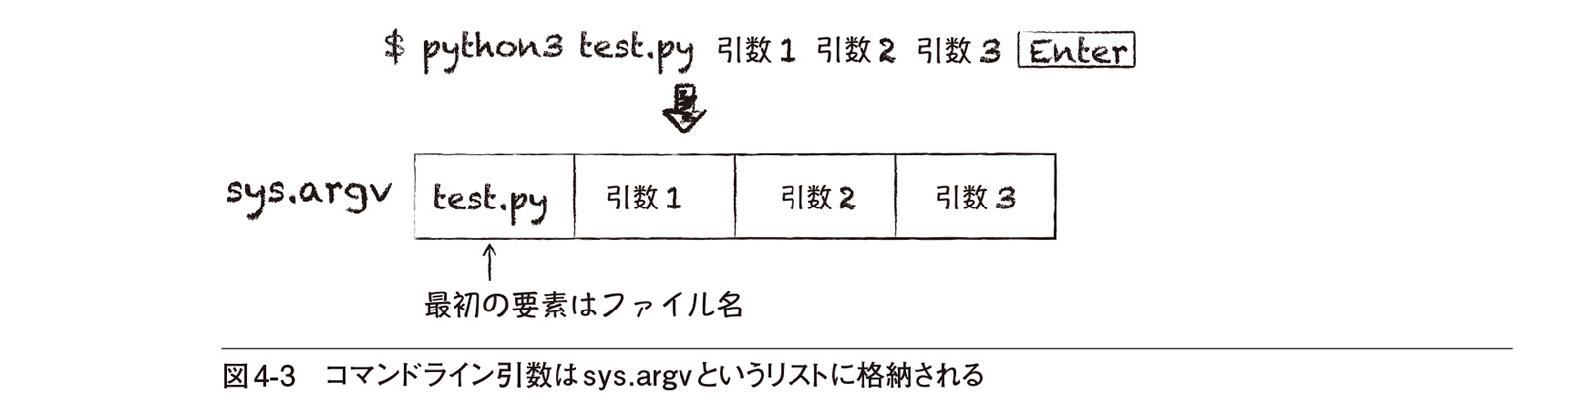 $ python3 test.py 引数1 引数2 引数3 Enter
sys.argv test.py 引数1 引数2 引数3
最初の要素はファイル名
図4-3 コマンドライン引数はsys.argvというリストに格納される